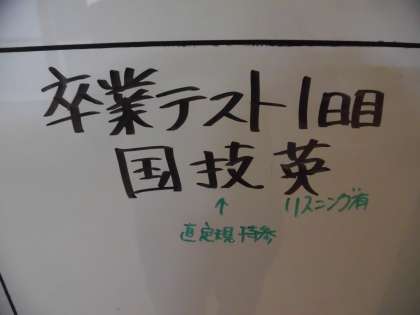 卒業テスト1日目
国技英
↑
直定規持参 リスニング有